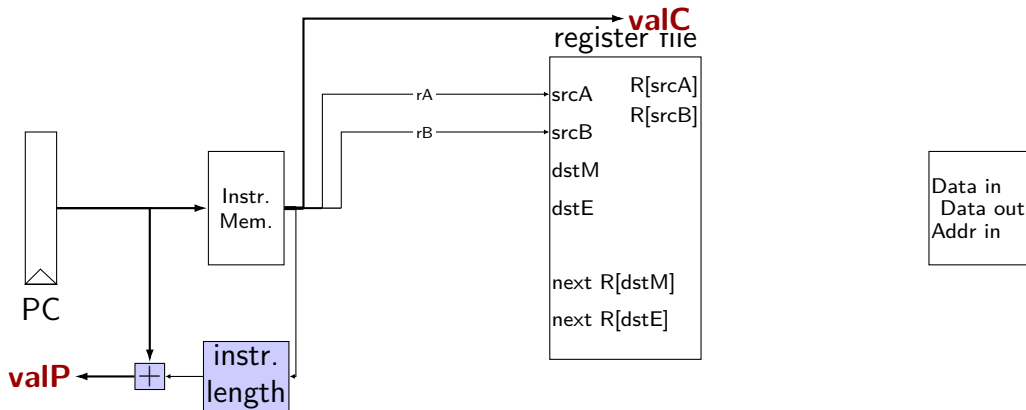 valC
register file
rA
srcA
R[srcA]
R[srcB]
rB
srcB
dstM
dstE
Instr.
Mem.
Data in
Data out
Addr in
next R[dstM]
next R[dstE]
PC
instr.
length
+
valP